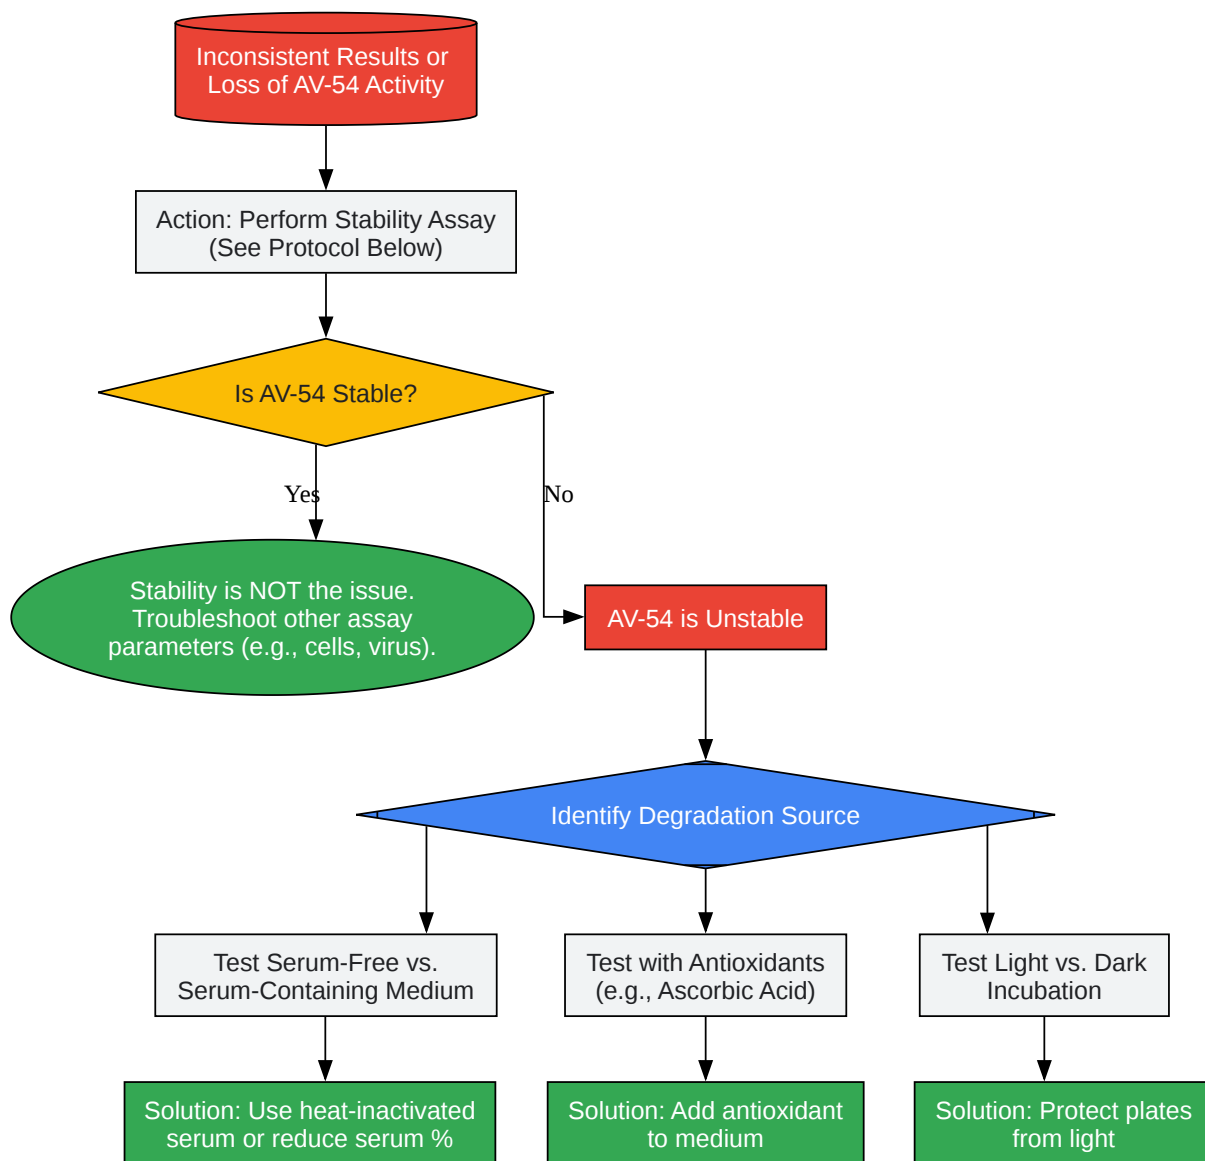 Inconsistent Results or
Loss of AV-54 Activity
Action: Perform Stability Assay
(See Protocol Below)
Is AV-54 Stable?
Yes
No
Stability is NOT the issue.
Troubleshoot other assay
parameters (e.g., cells, virus).
AV-54 is Unstable
Identify Degradation Source
Test Serum-Free vs.
Serum-Containing Medium
Test with Antioxidants
(e.g., Ascorbic Acid)
Test Light vs. Dark
Incubation
Solution: Use heat-inactivated
serum or reduce serum %
Solution: Add antioxidant
to medium
Solution: Protect plates
from light